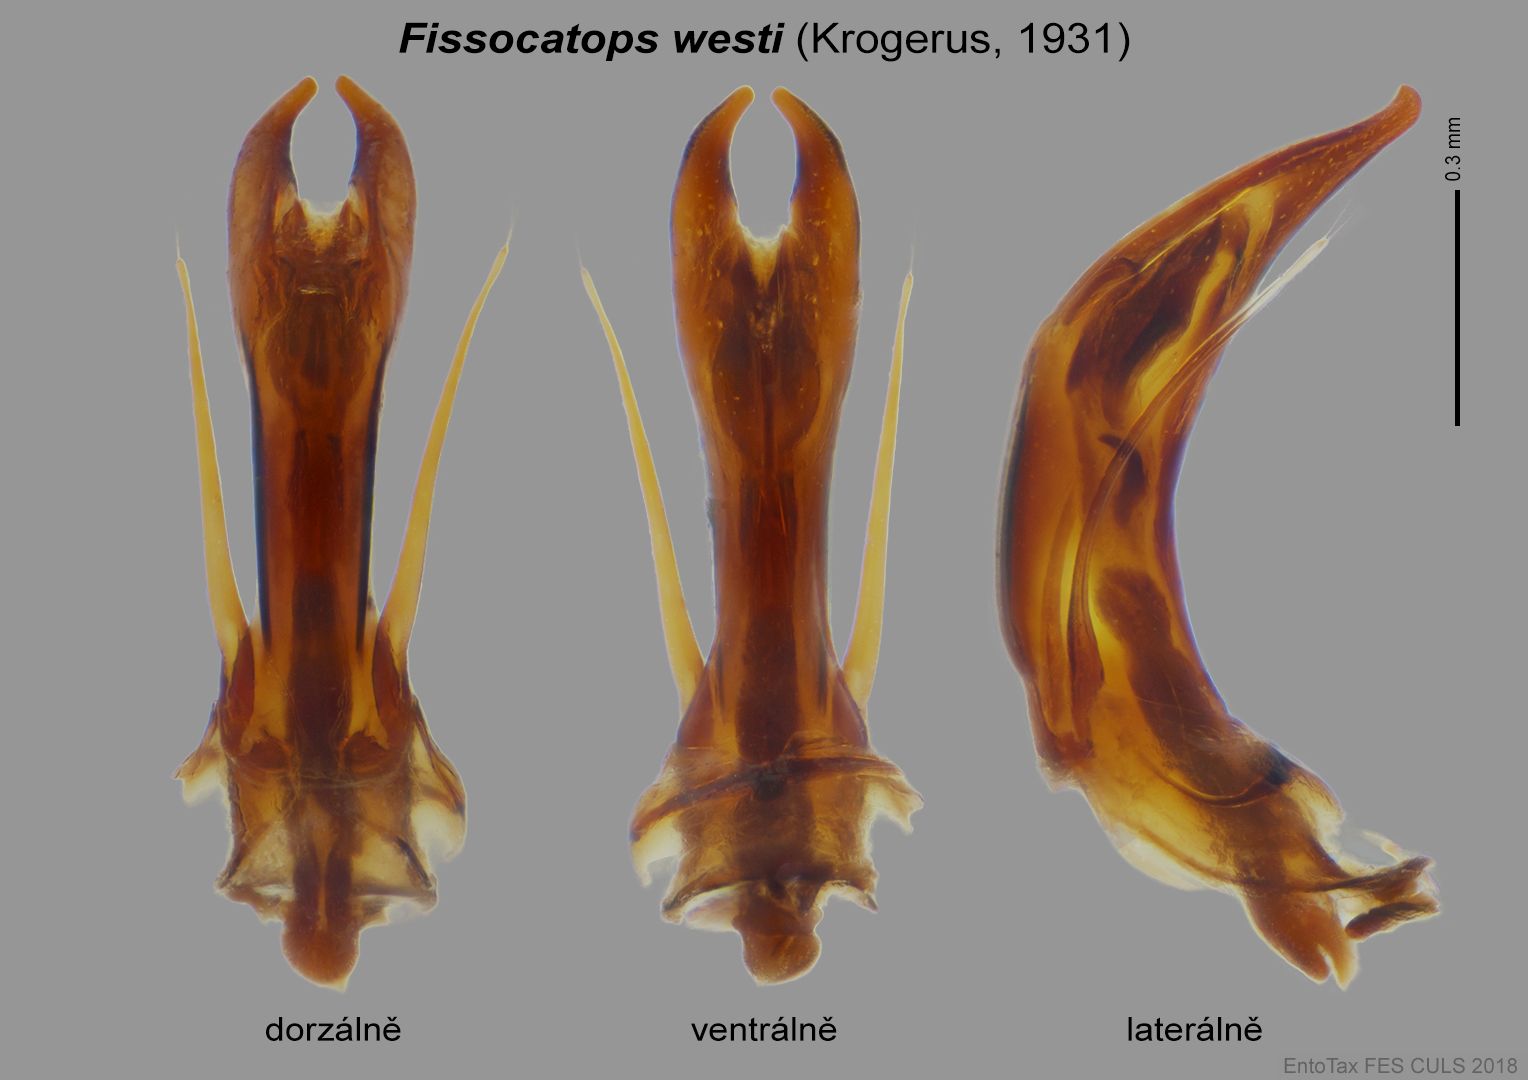 Fissocatops westi (Krogerus, 1931)
0.3 mm
dorzálně
ventrálně
laterálně
EntoTax FES CULS 2018